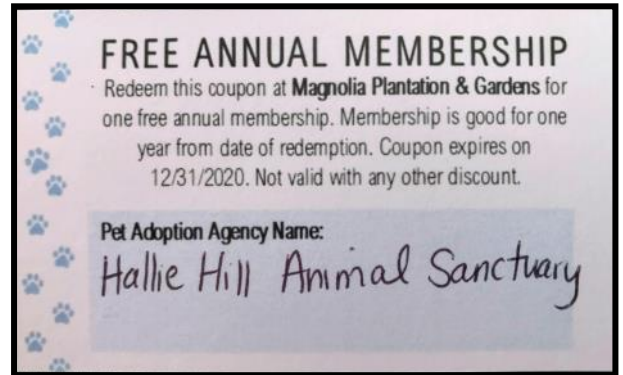 FREE ANNUAL MEMBERSHIP
Redeem this coupon at Magnolia Plantation & Gardens for
one free annual membership. Membership is good for one
year from date of redemption. Coupon expires on
12/31/2020. Not valid with any other discount.
Pet Adoption Agency Name:
Hallie Hill Animal Sanctuary